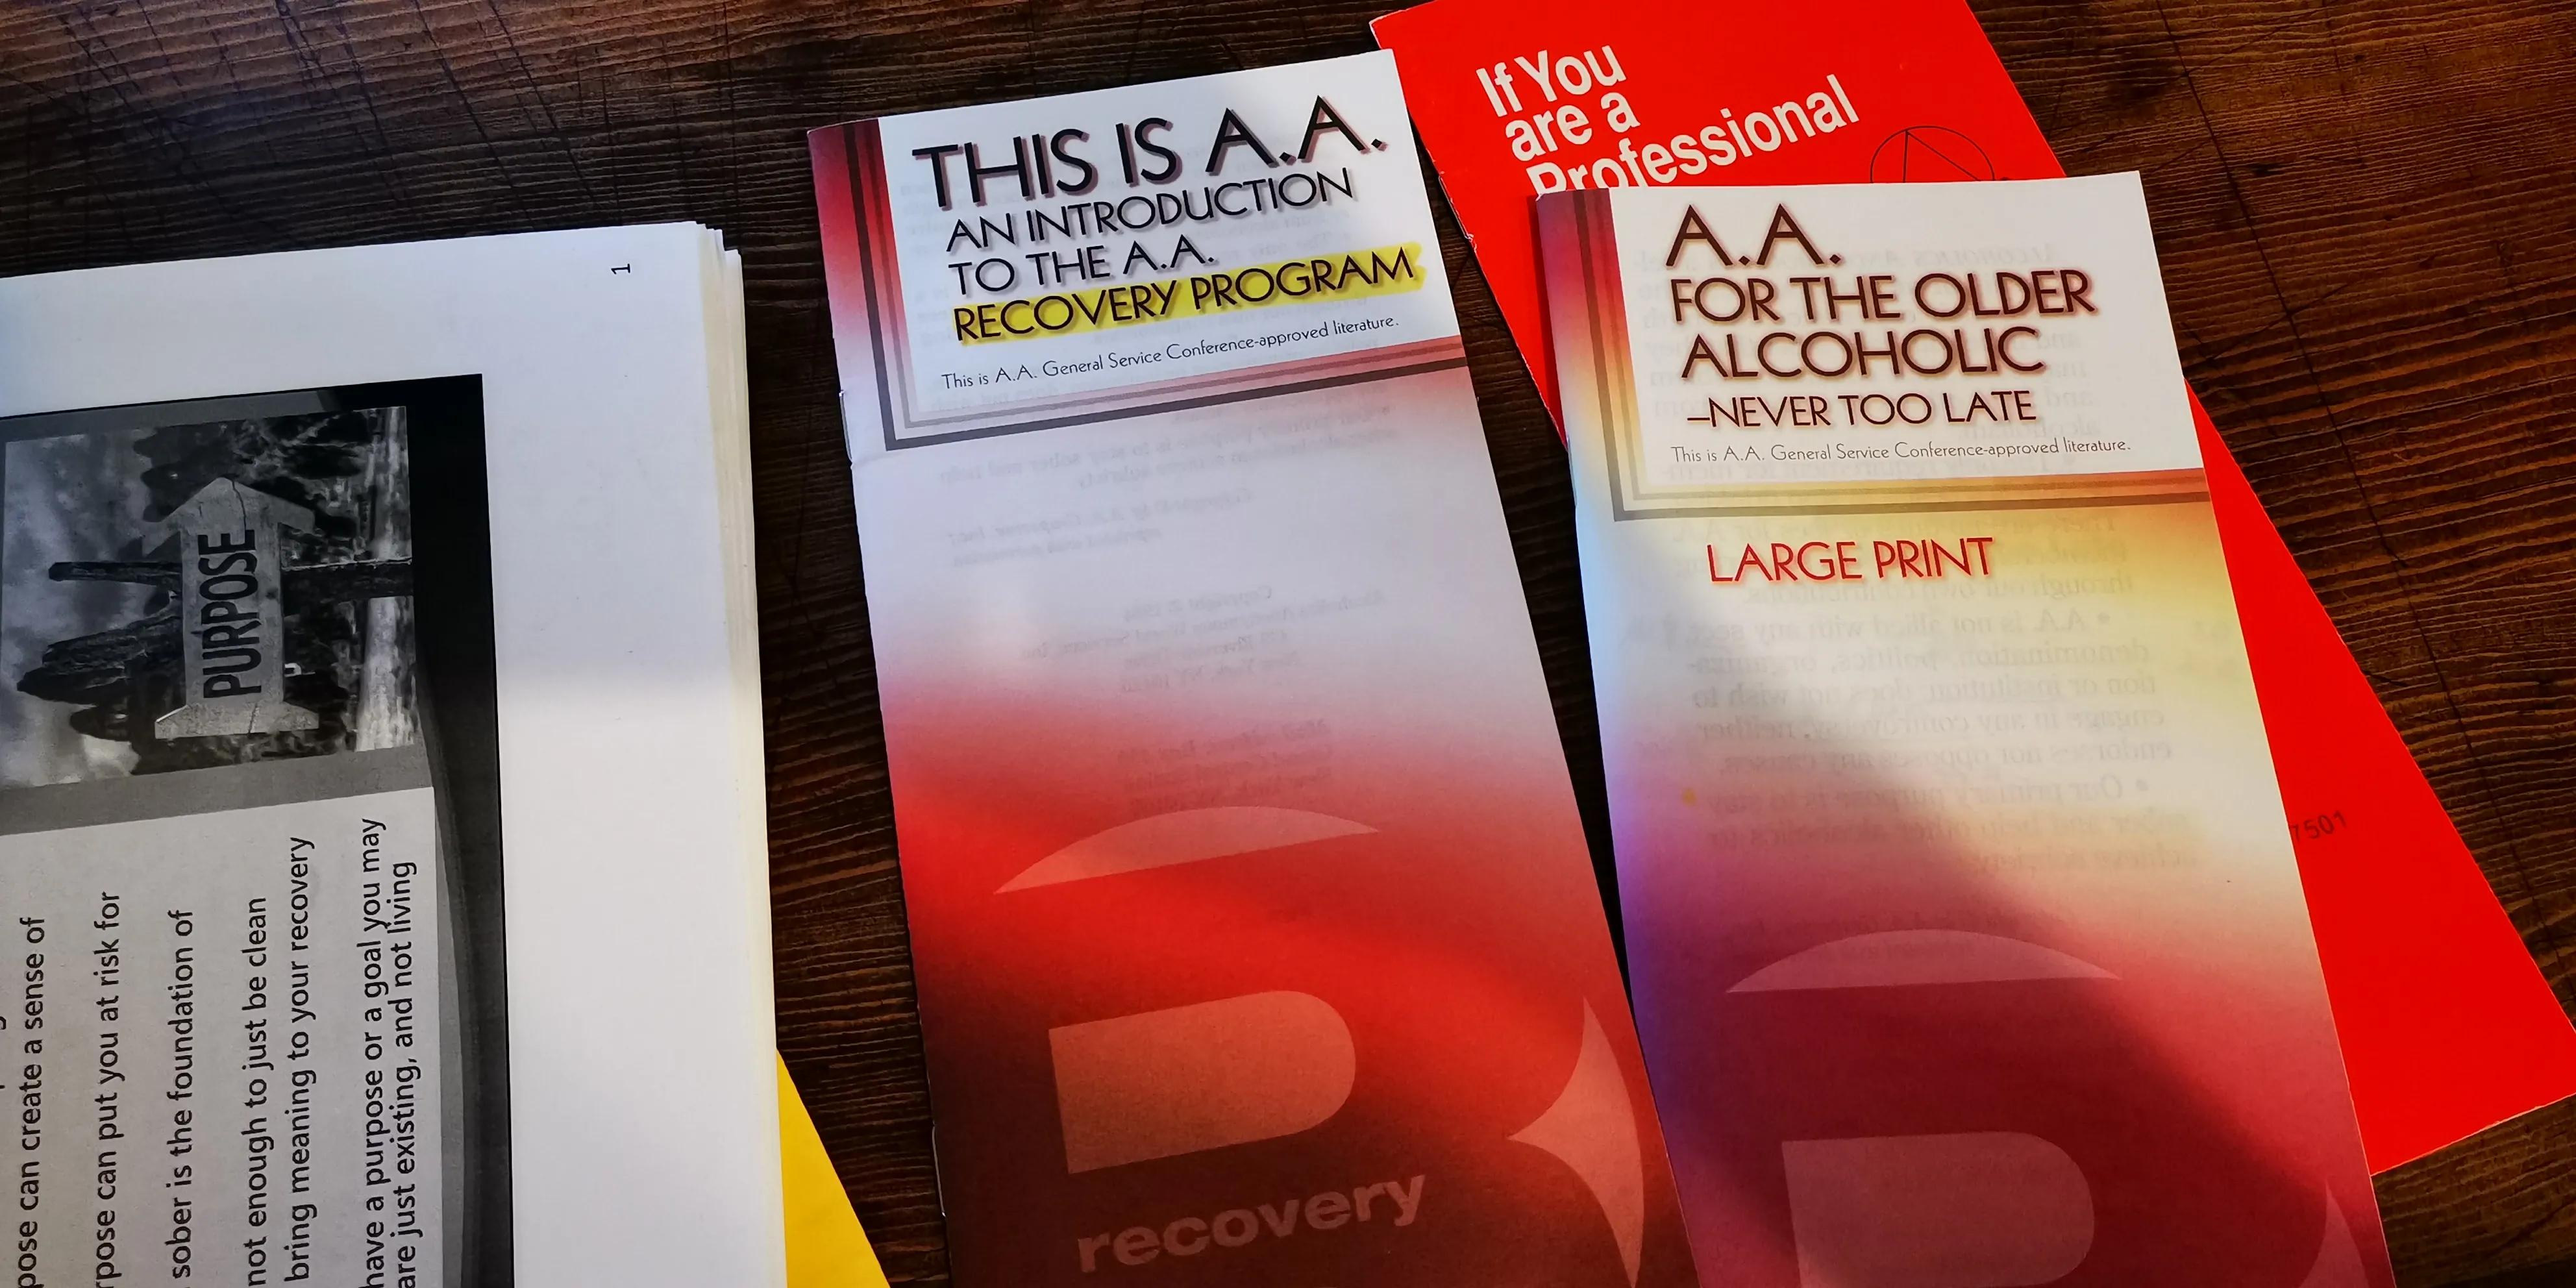 1
PURPOSE
pose can create a sense of
rpose can put you at risk for
sober is the foundation of
not enough to just be clean
bring meaning to your recovery
have a purpose or a goal you may
are just existing, and not living
THIS IS A.A.
AN INTRODUCTION
TO THE A.A.
RECOVERY PROGRAM
This is A.A. General Service Conference-approved literature.
recovery
If You
are a
Professional
A.A.
FOR THE OLDER
ALCOHOLIC
–NEVER TOO LATE
This is A.A. General Service Conference-approved literature.
LARGE PRINT
7501